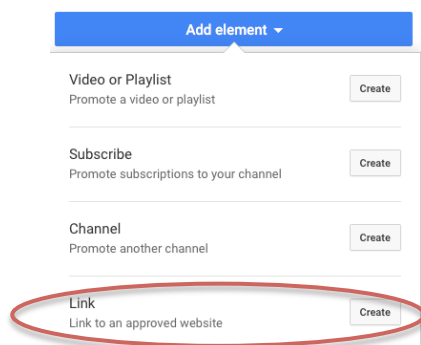 Add element
Video or Playlist
Promote a video or playlist
Create
Subscribe
Promote subscriptions to your channel
Create
Channel
Promote another channel
Create
Link
Link to an approved website
Create